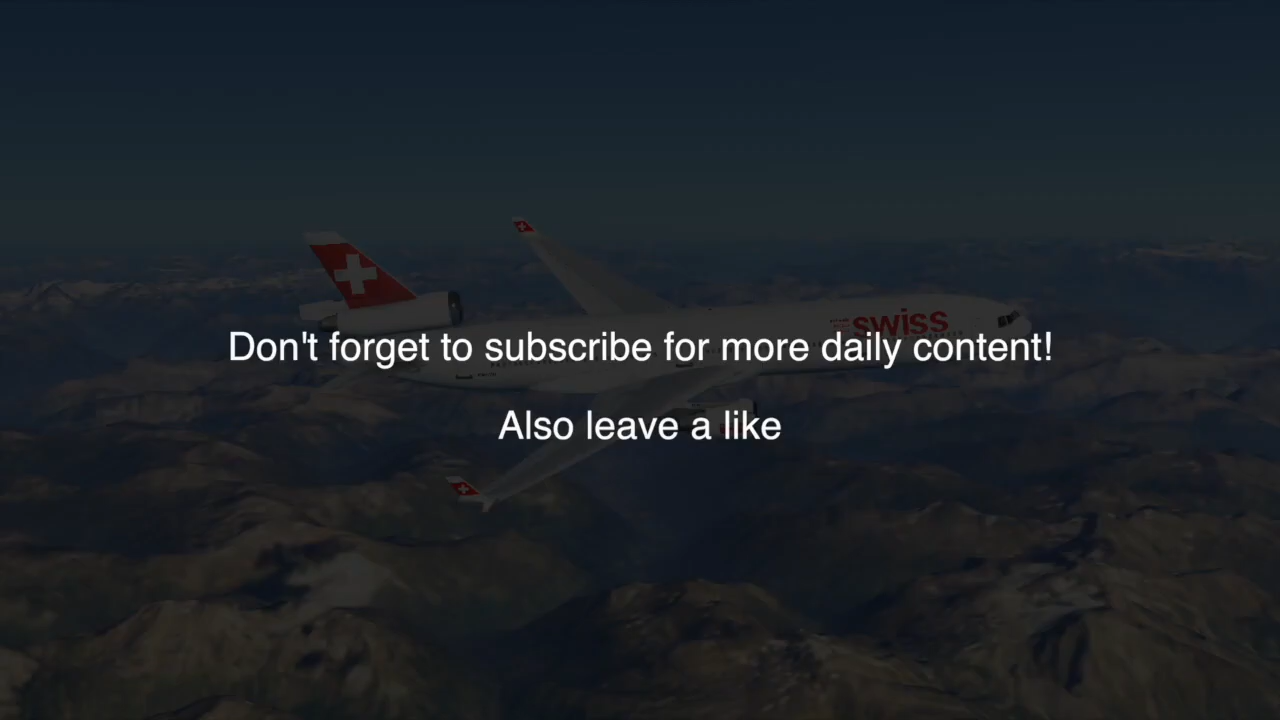 swiss
Don't forget to subscribe for more daily content!
Also leave a like